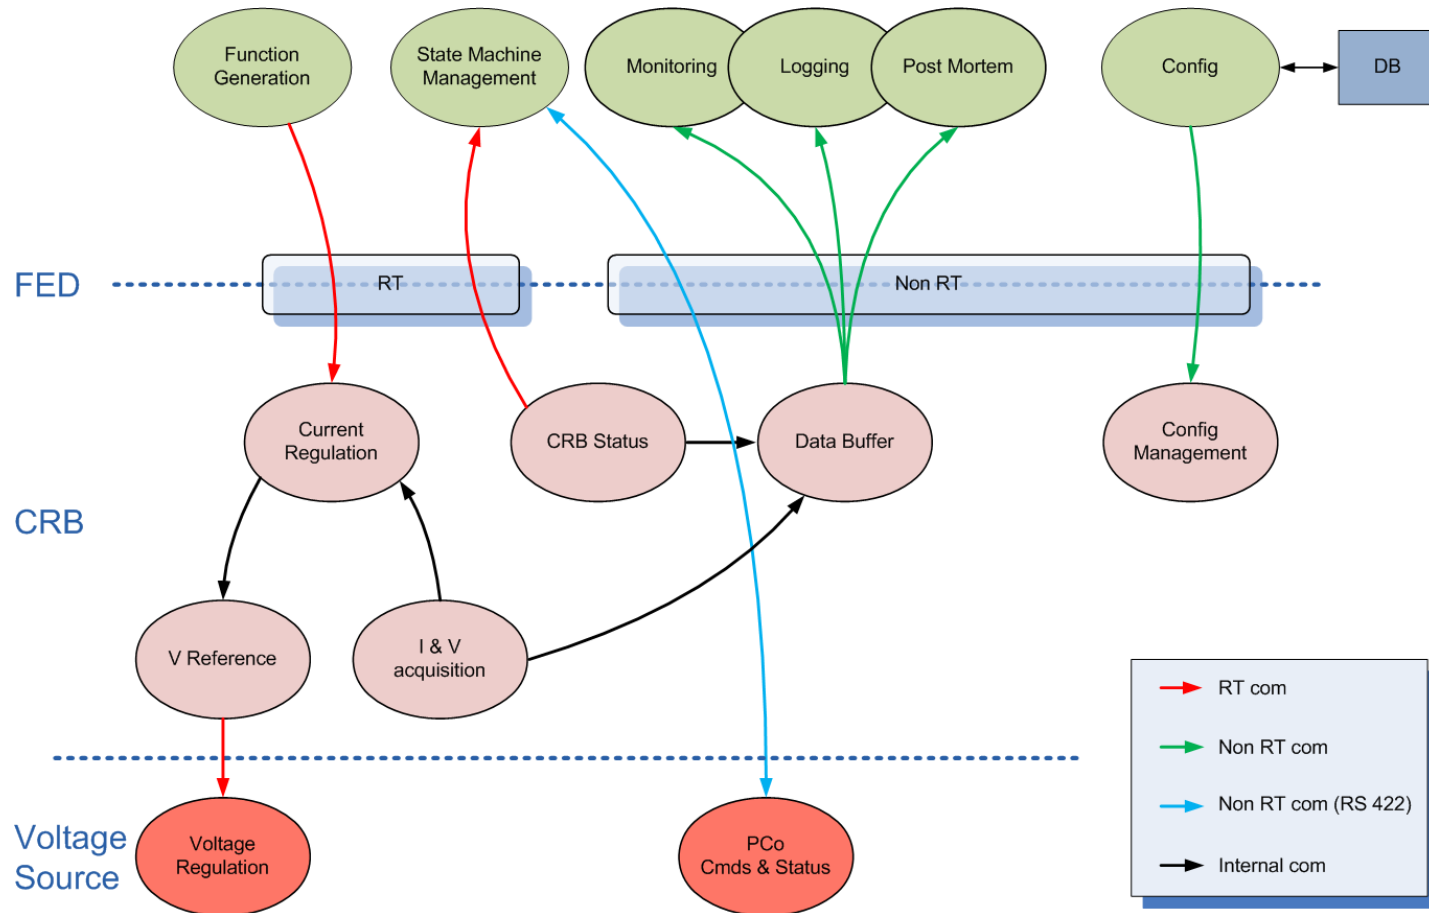 Function
Generation
State Machine
Management
Monitoring
Logging
Post Mortem
Config
DB
FED
RT
Non RT
Current
Regulation
CRB Status
Data Buffer
Config
Management
CRB
V Reference
I & V
acquisition
RT com
Non RT com
Non RT com (RS 422)
Internal com
Voltage
Source
Voltage
Regulation
PCo
Cmds & Status